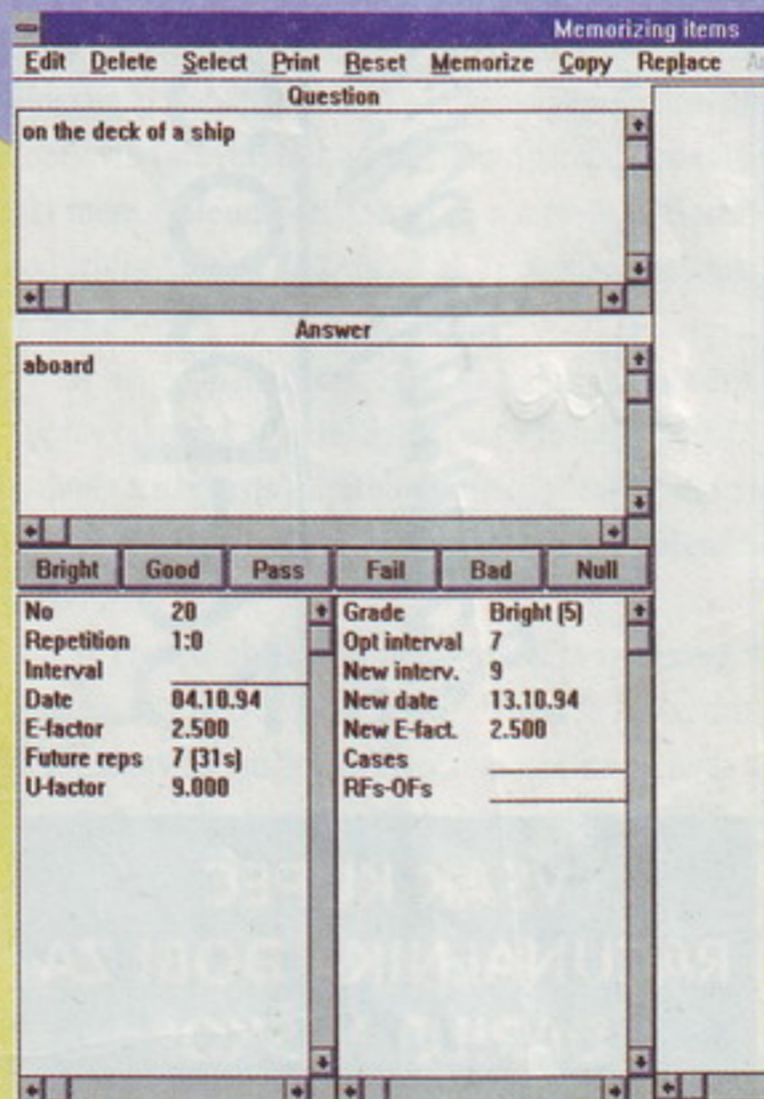 Memorizing items
Edit Delete Select Print Reset Memorize Copy Replace
Question
on the deck of a ship
Answer
aboard
Bright Good Pass Fail Bad Null
No 20
Repetition 1:0
Interval
Date 04.10.94
E-factor 2.500
Future reps 7 (31s)
U-factor 9.000
Grade Bright (5)
Opt interval 7
New interv. 9
New date 13.10.94
New E-fact. 2.500
Cases
RFs-OFs